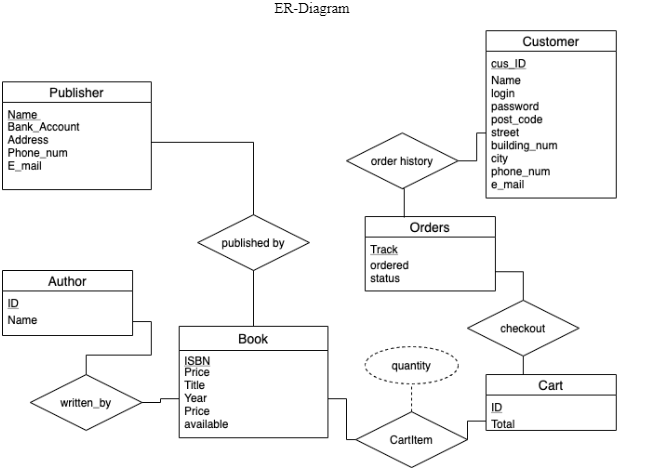 ER-Diagram
Customer
cus_ID
Name
login
password
post_code
street
building_num
city
phone_num
e_mail
Publisher
Name
Bank_Account
Address
Phone_num
E_mail
order history
Orders
Track
ordered
status
published by
Author
ID
Name
checkout
Book
ISBN
Price
Title
Year
Price
available
quantity
Cart
ID
Total
written_by
CartItem